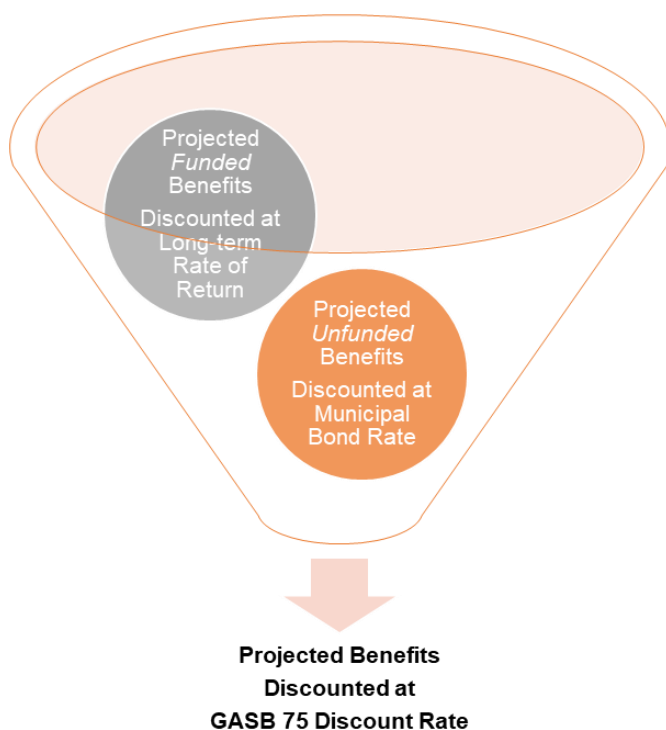 Projected
Funded
Benefits
Discounted at
Long-term
Rate of
Return
Projected
Unfunded
Benefits
Discounted at
Municipal
Bond Rate
Projected Benefits
Discounted at
GASB 75 Discount Rate